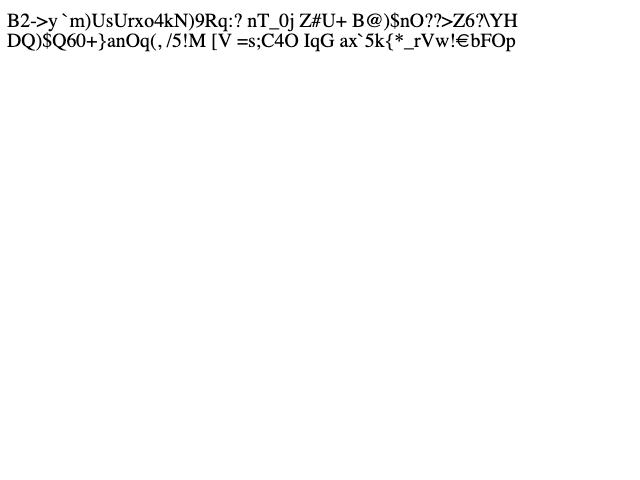 B2->y `m)UsUrxo4kN)9Rq:? nT_0j Z#U+ B@)$nO??>Z6?\YH
DQ)$Q60+}anOq(, /5!M [V =s;C4O IqG ax`5k{*_rVw!€bFOp